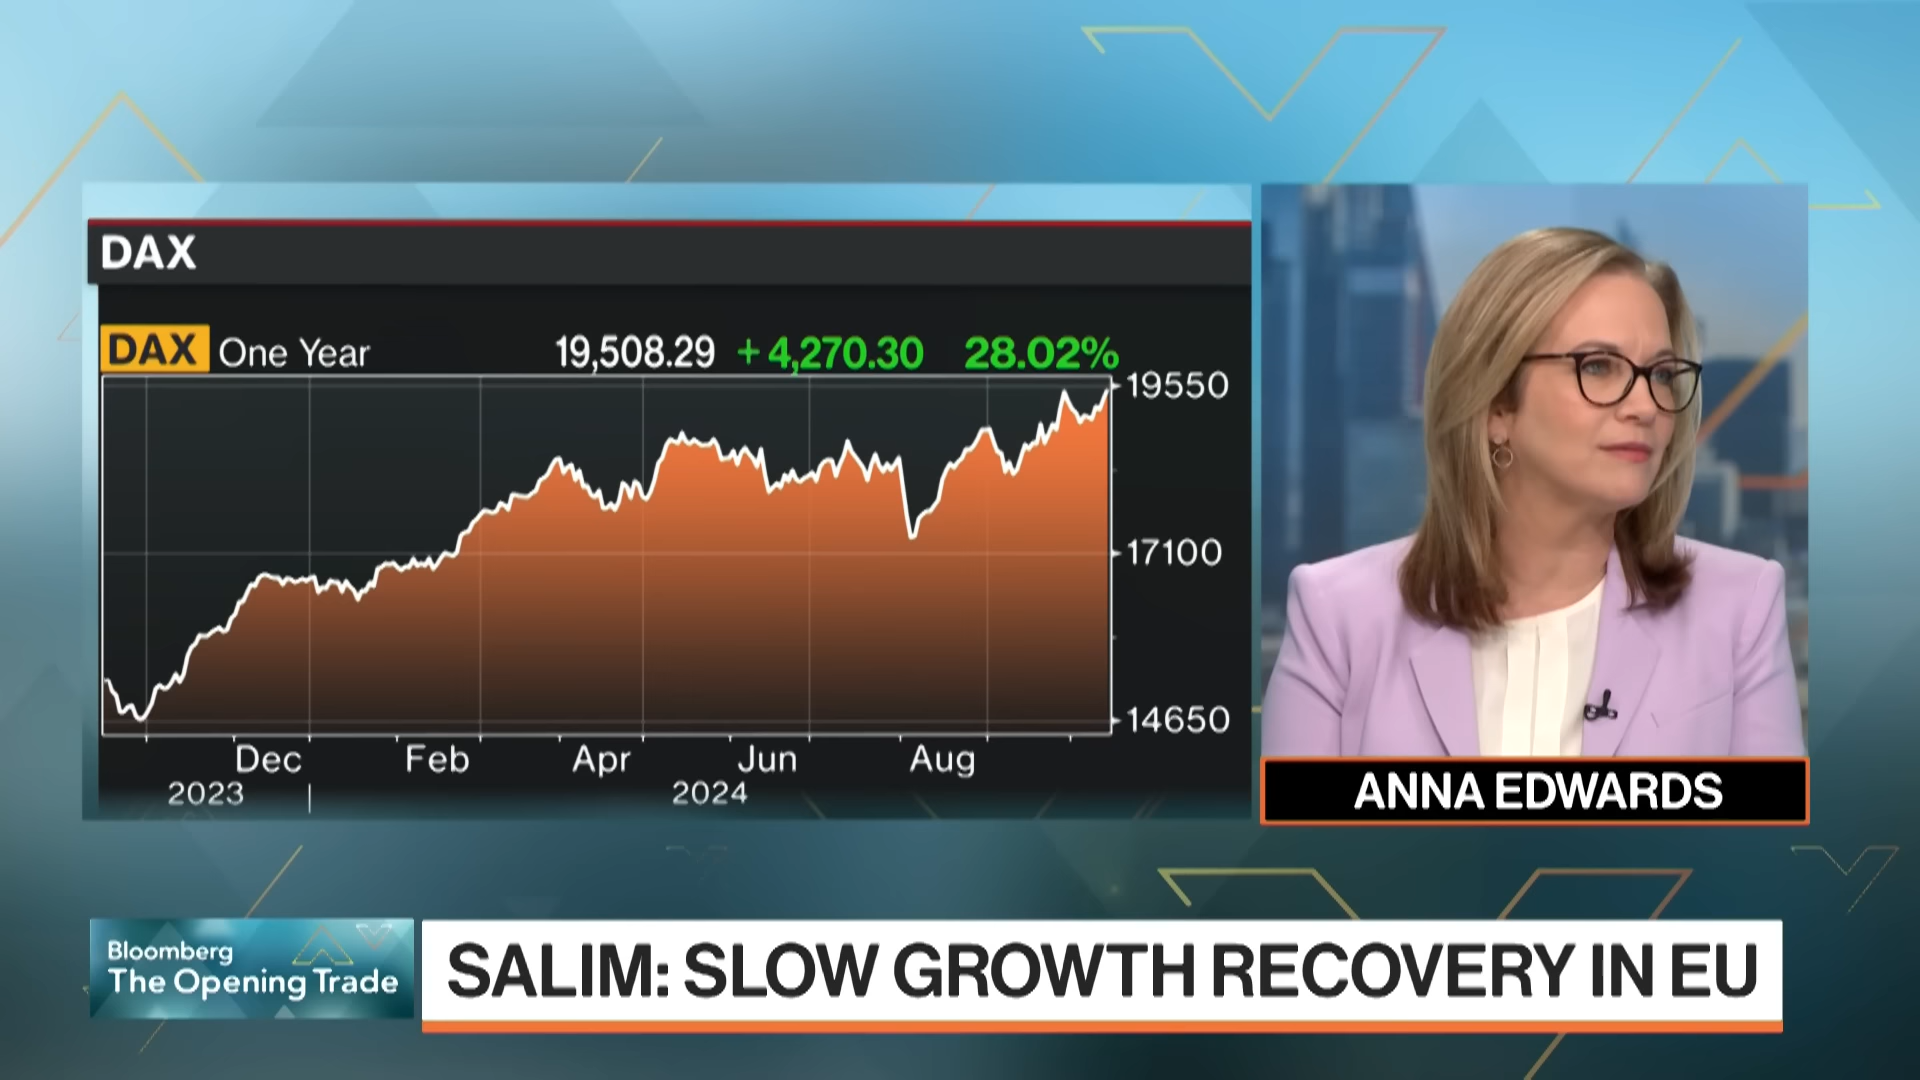 DAX
DAX One Year 19,508.29 +4,270.30 28.02%
19550
17100
14650
Dec Feb Apr Jun Aug
2023 2024
ANNA EDWARDS
Bloomberg
The Opening Trade
SALIM: SLOW GROWTH RECOVERY IN EU